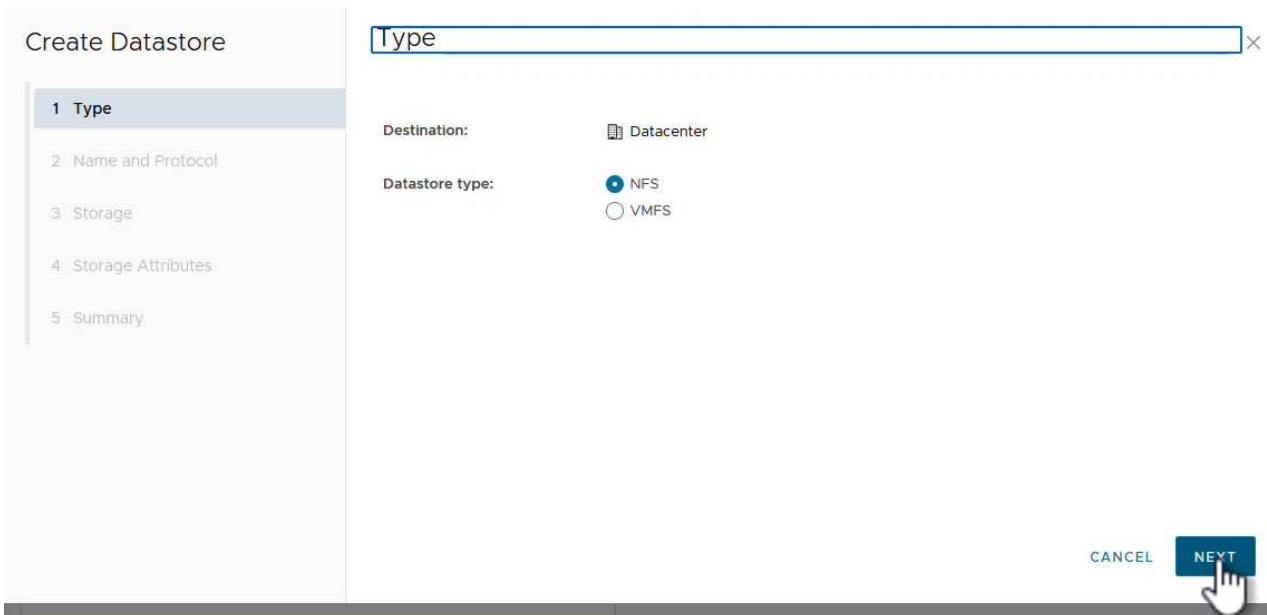 Create Datastore
1 Type
2 Name and Protocol
3 Storage
4 Storage Attributes
5 Summary
Type
Destination: Datacenter
Datastore type: NFS
VMFS
CANCEL NEXT